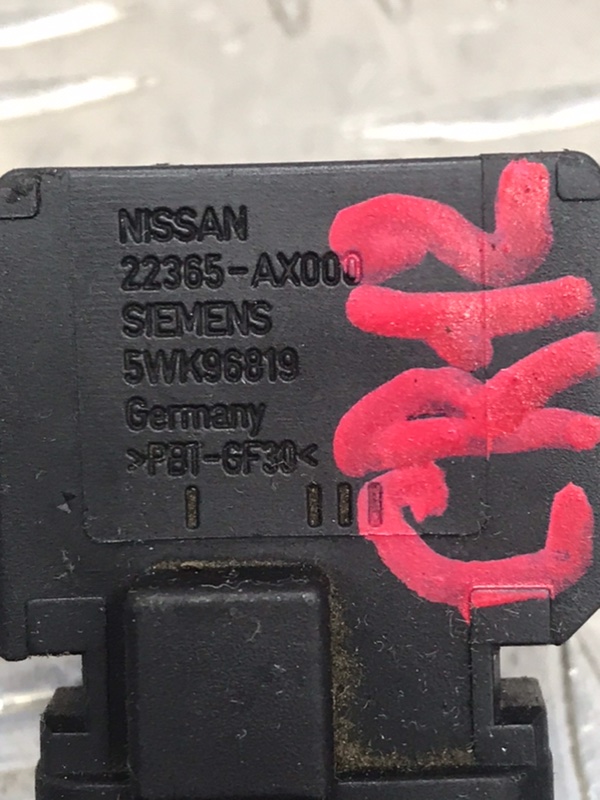 NISSAN
22365-AX000
SIEMENS
5WK96819
Germany
>PBT-GF30<